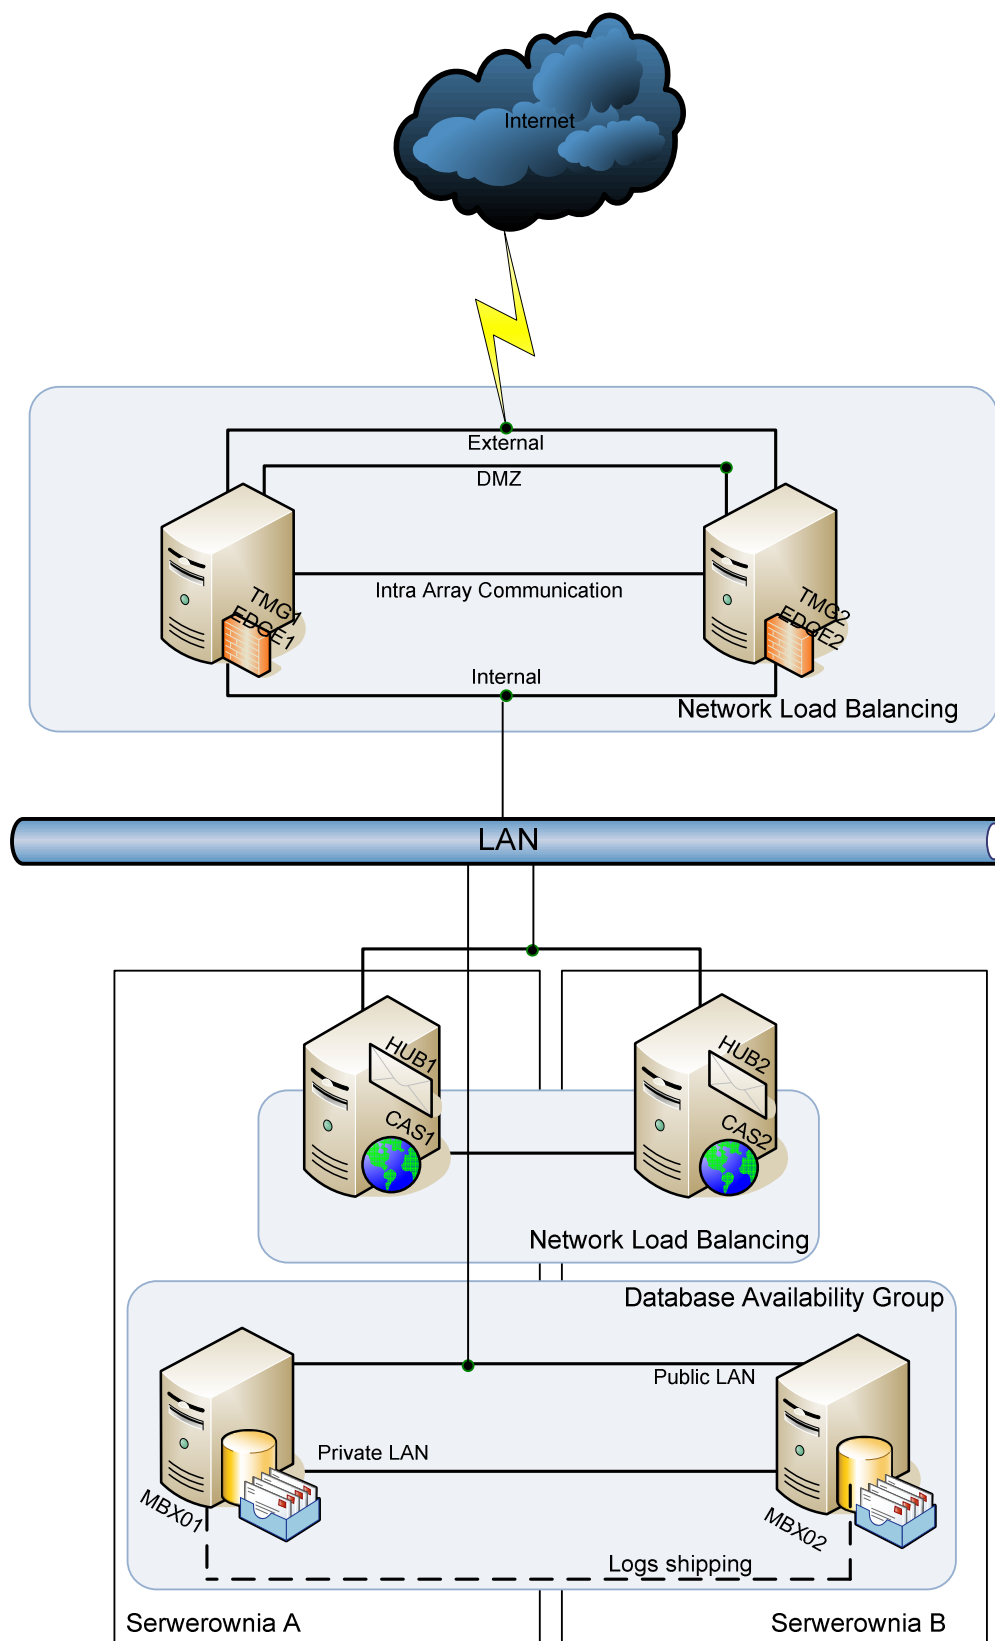 Internet
External
DMZ
Intra Array Communication
TMG1
EDGE1
TMG2
EDGE2
Internal
Network Load Balancing
LAN
HUB1
CAS1
HUB2
CAS2
Network Load Balancing
Database Availability Group
Public LAN
Private LAN
MBX01
MBX02
Logs shipping
Serwerownia A
Serwerownia B